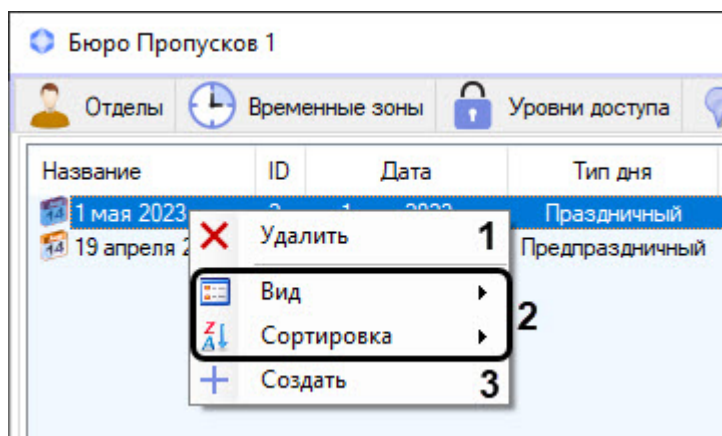 Бюро Пропусков 1
Отделы Временные зоны Уровни доступа
Название ID Дата Тип дня
1 мая 2023 Праздничный
19 апреля Предпраздничный
Удалить 1
Вид
2
Сортировка
Создать 3